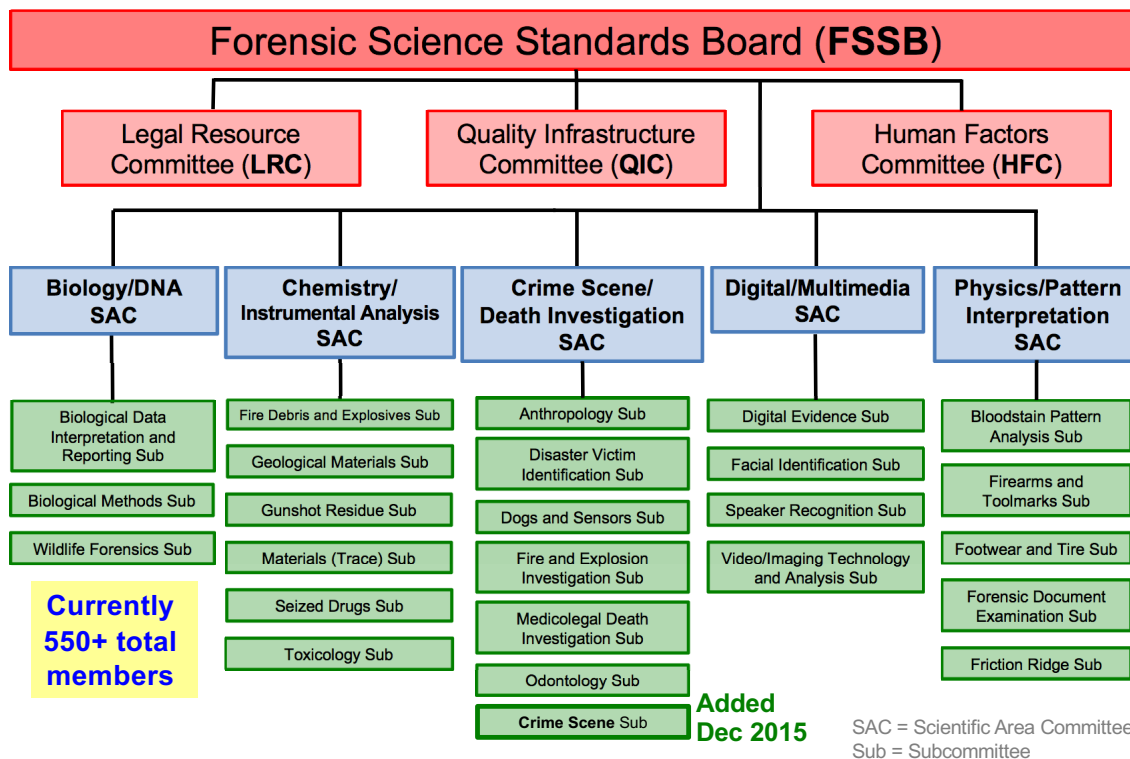 Forensic Science Standards Board (FSSB)
Legal Resource
Committee (LRC)
Quality Infrastructure
Committee (QIC)
Human Factors
Committee (HFC)
Biology/DNA
SAC
Chemistry/
Instrumental Analysis
SAC
Crime Scene/
Death Investigation
SAC
Digital/Multimedia
SAC
Physics/Pattern
Interpretation
SAC
Biological Data
Interpretation and
Reporting Sub
Biological Methods Sub
Wildlife Forensics Sub
Currently
550+ total
members
Fire Debris and Explosives Sub
Geological Materials Sub
Gunshot Residue Sub
Materials (Trace) Sub
Seized Drugs Sub
Toxicology Sub
Anthropology Sub
Disaster Victim
Identification Sub
Dogs and Sensors Sub
Fire and Explosion
Investigation Sub
Medicolegal Death
Investigation Sub
Odontology Sub
Crime Scene Sub
Added
Dec 2015
Digital Evidence Sub
Facial Identification Sub
Speaker Recognition Sub
Video/Imaging Technology
and Analysis Sub
Bloodstain Pattern
Analysis Sub
Firearms and
Toolmarks Sub
Footwear and Tire Sub
Forensic Document
Examination Sub
Friction Ridge Sub
SAC = Scientific Area Committee
Sub = Subcommittee